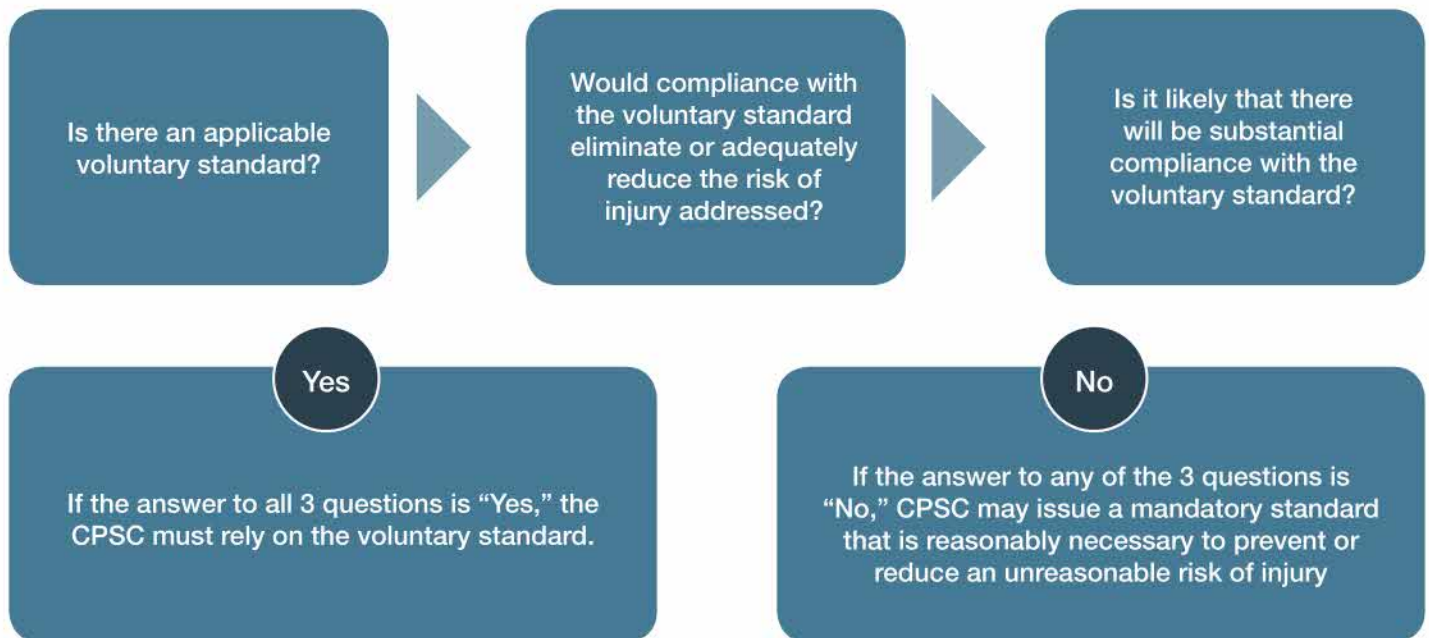 Is there an applicable
voluntary standard?
Would compliance with
the voluntary standard
eliminate or adequately
reduce the risk of
injury addressed?
Is it likely that there
will be substantial
compliance with the
voluntary standard?
Yes
If the answer to all 3 questions is “Yes,” the
CPSC must rely on the voluntary standard.
No
If the answer to any of the 3 questions is
“No,” CPSC may issue a mandatory standard
that is reasonably necessary to prevent or
reduce an unreasonable risk of injury